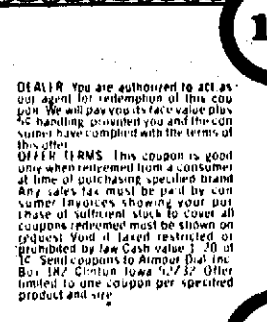 1
DEALER. You are authorized to act as
our agent for redemption of this cou
pon. We will pay you its face value plus
5¢ handling, provided you and the con
sumer have complied with the terms of
this offer.
OFFER TERMS. This coupon is good
only when redeemed from a consumer
at time of purchasing specified brand
Any sales tax must be paid by con
sumer Invoices showing your pur
chase of sufficient stock to cover all
coupons redeemed must be shown on
request Void if taxed restricted or
prohibited by law Cash value 1/20 of
1¢. Send coupons to Armour Dial Inc.
Box Clinton Iowa 52732 Offer
limited to one coupon per specified
product and size